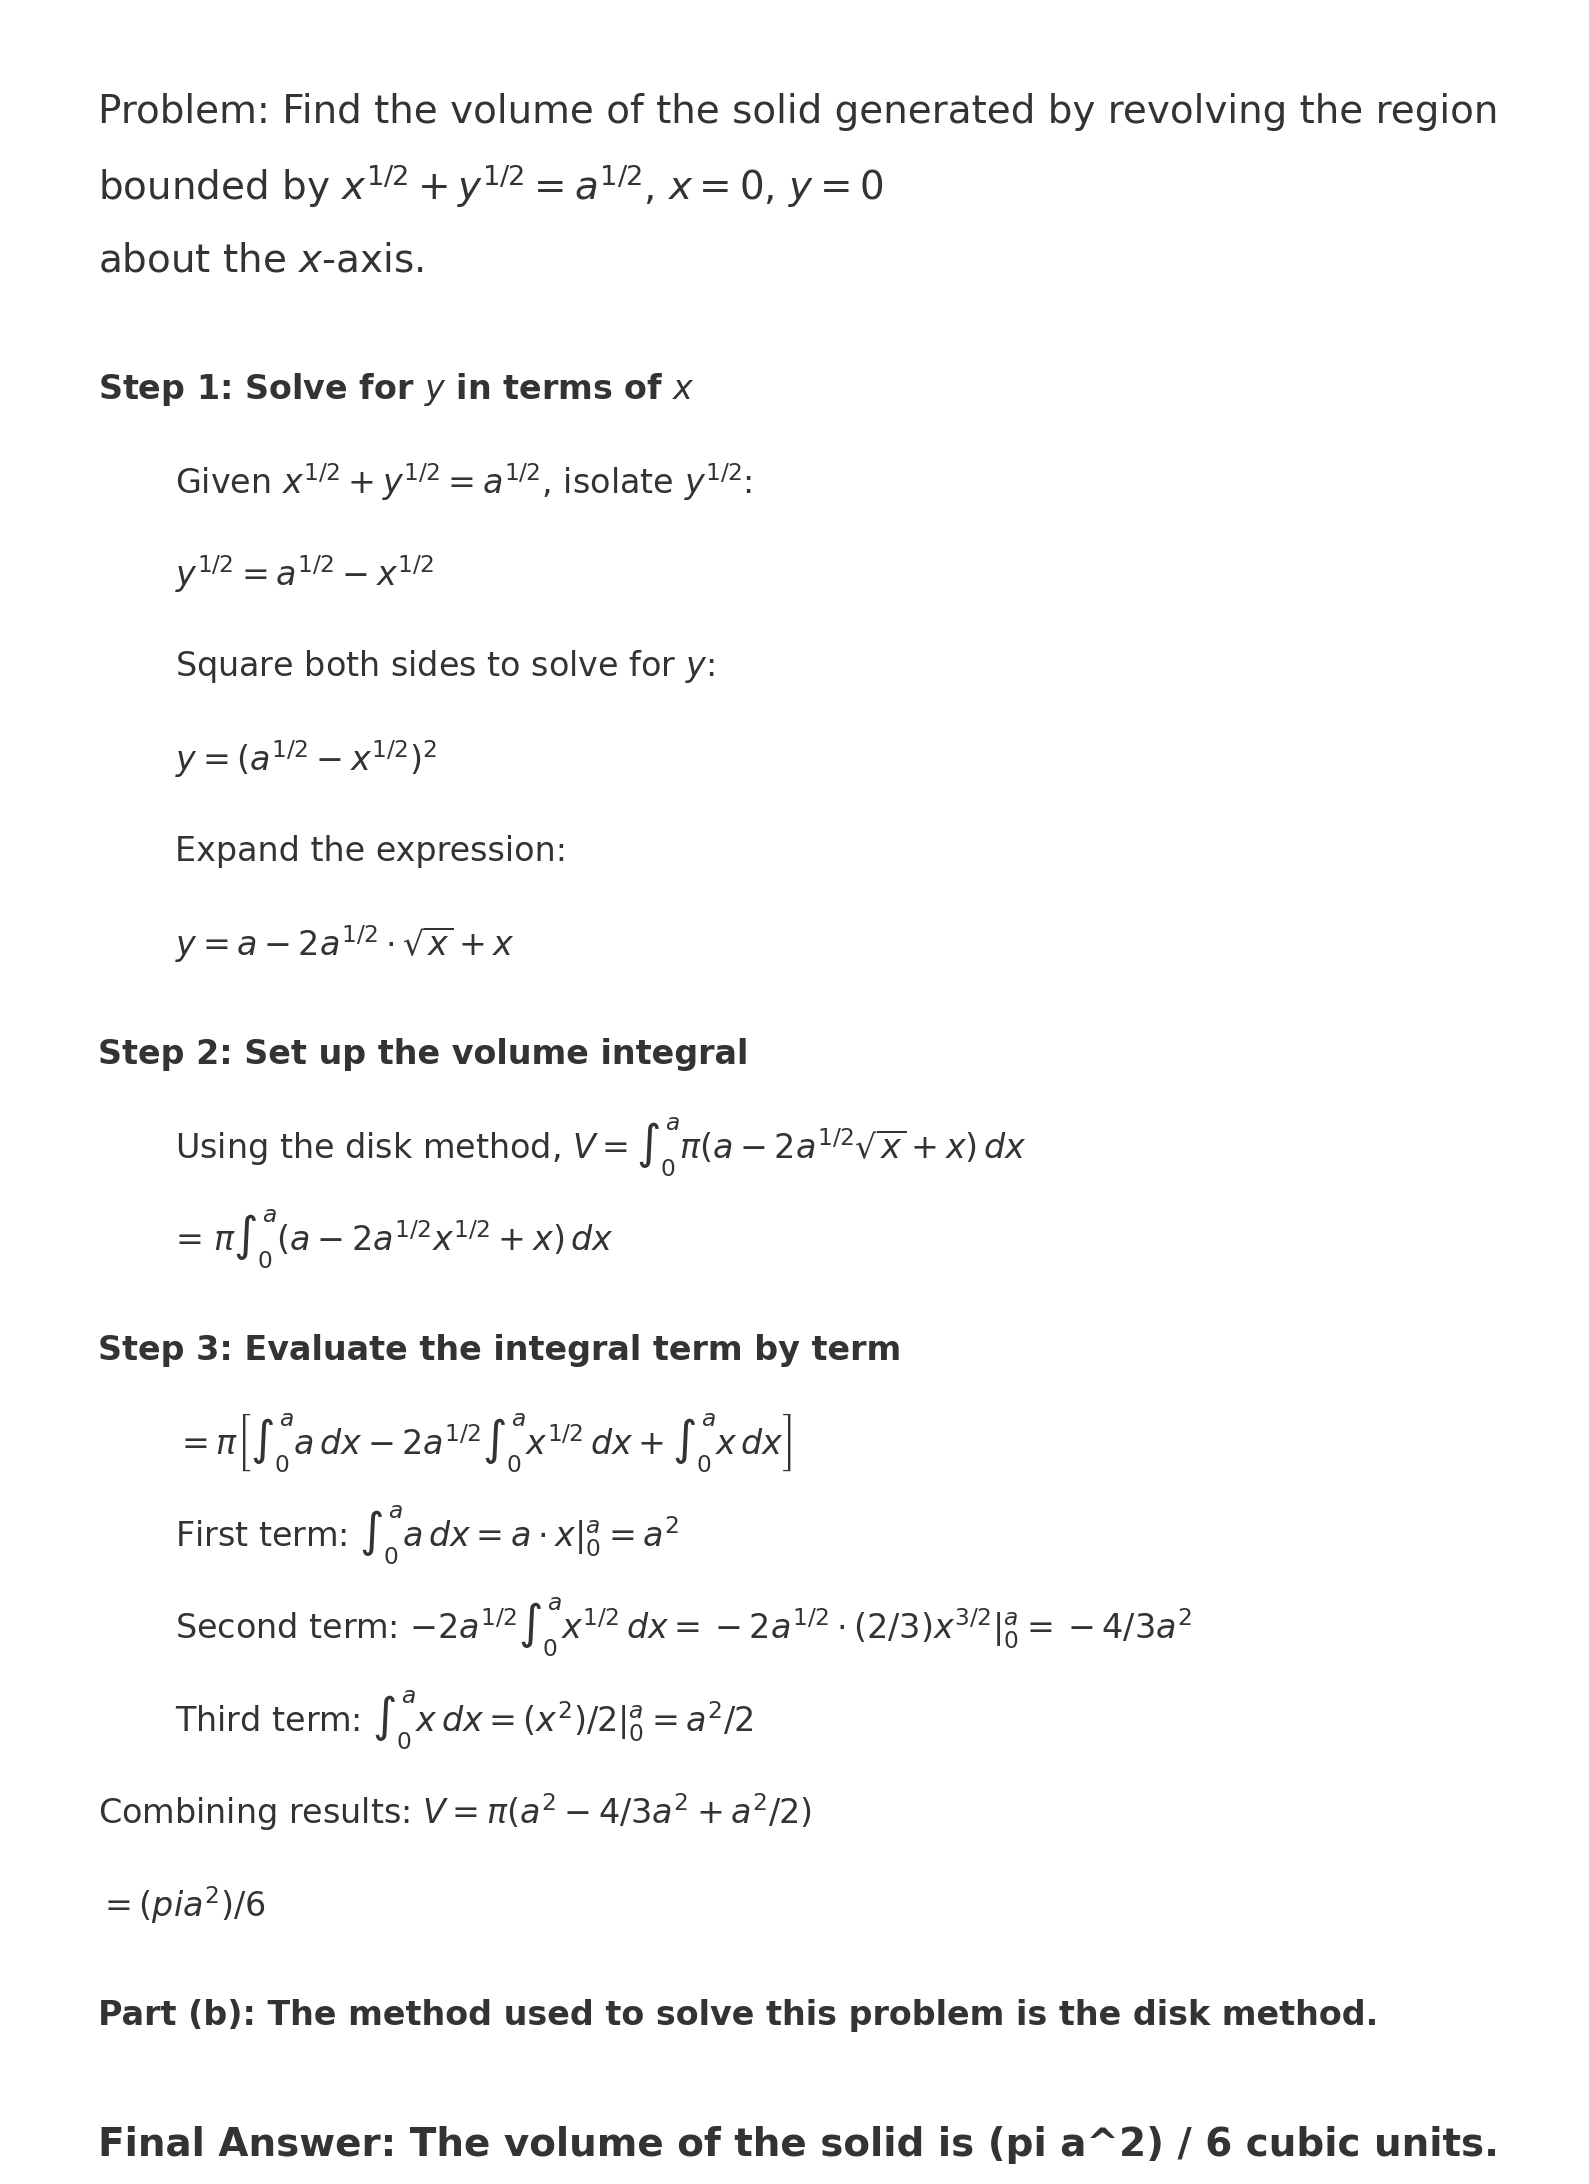 Problem: Find the volume of the solid generated by revolving the region
bounded by $x^{1/2} + y^{1/2} = a^{1/2}$, $x = 0$, $y = 0$
about the $x$-axis.
Step 1: Solve for $y$ in terms of $x$
Given $x^{1/2} + y^{1/2} = a^{1/2}$, isolate $y^{1/2}$:
$y^{1/2} = a^{1/2} - x^{1/2}$
Square both sides to solve for $y$:
$y = (a^{1/2} - x^{1/2})^2$
Expand the expression:
$y = a - 2a^{1/2} \cdot \sqrt{x} + x$
Step 2: Set up the volume integral
Using the disk method, $V = \int_0^a \pi(a - 2a^{1/2}\sqrt{x} + x)\,dx$
$= \pi \int_0^a (a - 2a^{1/2}x^{1/2} + x)\,dx$
Step 3: Evaluate the integral term by term
$= \pi \left[ \int_0^a a\,dx - 2a^{1/2} \int_0^a x^{1/2}\,dx + \int_0^a x\,dx \right]$
First term: $\int_0^a a\,dx = a \cdot x|_0^a = a^2$
Second term: $-2a^{1/2} \int_0^a x^{1/2}\,dx = -2a^{1/2} \cdot (2/3)x^{3/2}|_0^a = -4/3a^2$
Third term: $\int_0^a x\,dx = (x^2)/2|_0^a = a^2/2$
Combining results: $V = \pi(a^2 - 4/3a^2 + a^2/2)$
$= (pia^2)/6$
Part (b): The method used to solve this problem is the disk method.
Final Answer: The volume of the solid is (pi a^2) / 6 cubic units.